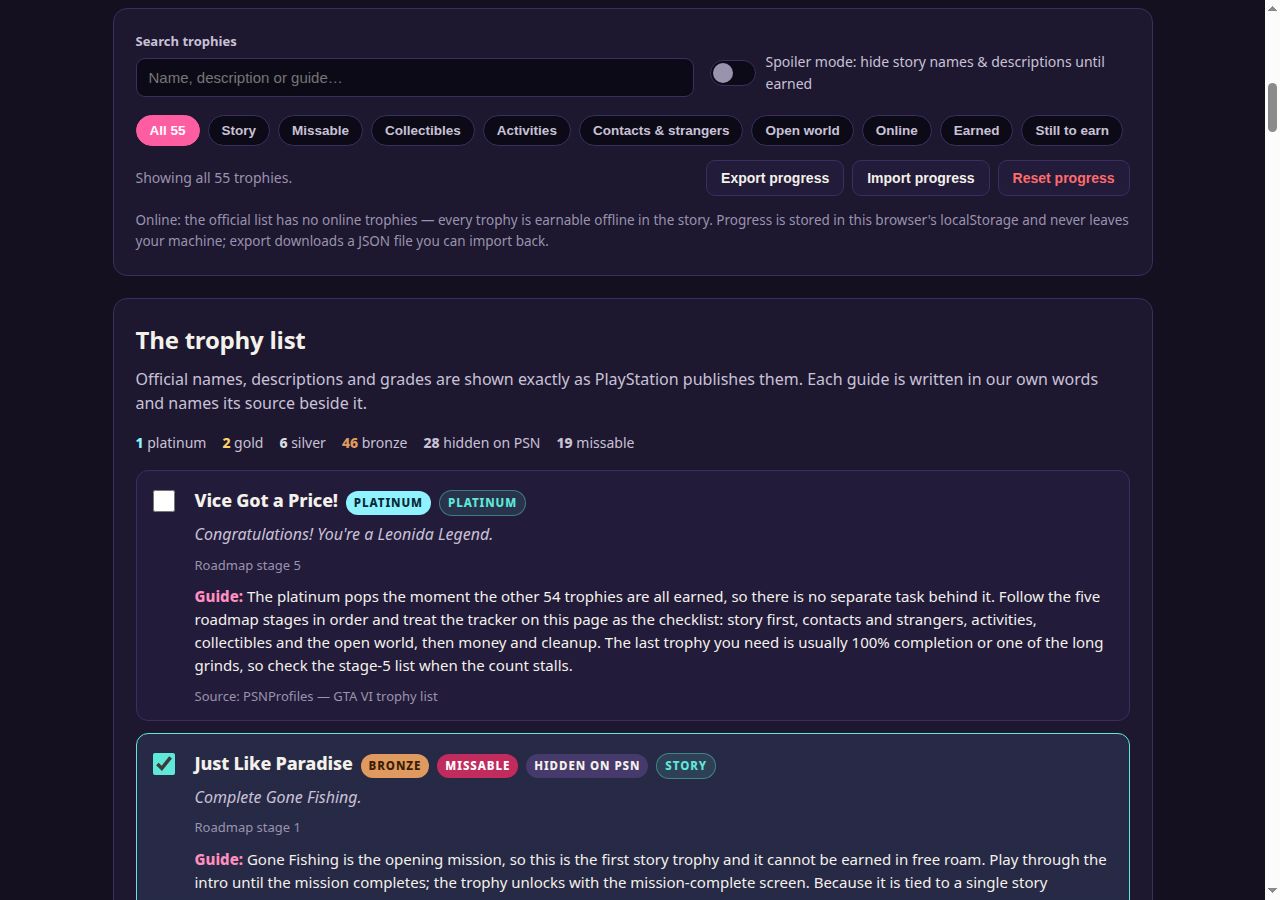 Search trophies
Name, description or guide…
Spoiler mode: hide story names & descriptions until
earned
All 55 Story Missable Collectibles Activities Contacts & strangers Open world Online Earned Still to earn
Showing all 55 trophies.
Export progress Import progress Reset progress
Online: the official list has no online trophies — every trophy is earnable offline in the story. Progress is stored in this browser's localStorage and never leaves
your machine; export downloads a JSON file you can import back.
The trophy list
Official names, descriptions and grades are shown exactly as PlayStation publishes them. Each guide is written in our own words
and names its source beside it.
1 platinum 2 gold 6 silver 46 bronze 28 hidden on PSN 19 missable
Vice Got a Price! PLATINUM PLATINUM
Congratulations! You're a Leonida Legend.
Roadmap stage 5
Guide: The platinum pops the moment the other 54 trophies are all earned, so there is no separate task behind it. Follow the five
roadmap stages in order and treat the tracker on this page as the checklist: story first, contacts and strangers, activities,
collectibles and the open world, then money and cleanup. The last trophy you need is usually 100% completion or one of the long
grinds, so check the stage-5 list when the count stalls.
Source: PSNProfiles — GTA VI trophy list
Just Like Paradise BRONZE MISSABLE HIDDEN ON PSN STORY
Complete Gone Fishing.
Roadmap stage 1
Guide: Gone Fishing is the opening mission, so this is the first story trophy and it cannot be earned in free roam. Play through the
intro until the mission completes; the trophy unlocks with the mission-complete screen. Because it is tied to a single story